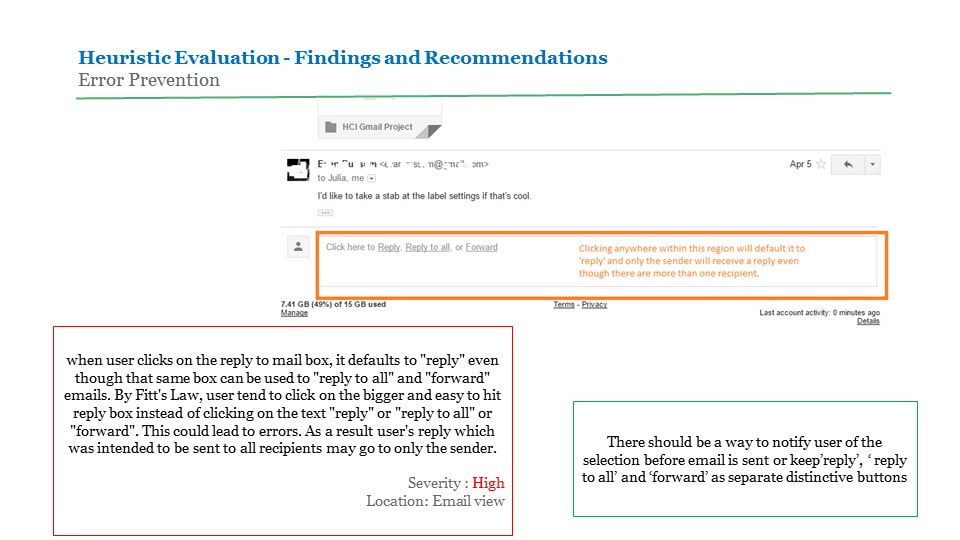 Heuristic Evaluation - Findings and Recommendations
Error Prevention
HCI Gmail Project
to Julia, me
Apr 5
I'd like to take a stab at the label settings if that's cool.
Click here to Reply, Reply to all, or Forward
Clicking anywhere within this region will default it to
'reply' and only the sender will receive a reply even
though there are more than one recipient.
7.41 GB (49%) of 15 GB used
Manage
Terms - Privacy
Last account activity: 0 minutes ago
Details
when user clicks on the reply to mail box, it defaults to "reply" even
though that same box can be used to "reply to all" and "forward"
emails. By Fitt's Law, user tend to click on the bigger and easy to hit
reply box instead of clicking on the text "reply" or "reply to all" or
"forward". This could lead to errors. As a result user's reply which
was intended to be sent to all recipients may go to only the sender.
Severity : High
Location: Email view
There should be a way to notify user of the
selection before email is sent or keep’reply’, ‘ reply
to all’ and ‘forward’ as separate distinctive buttons